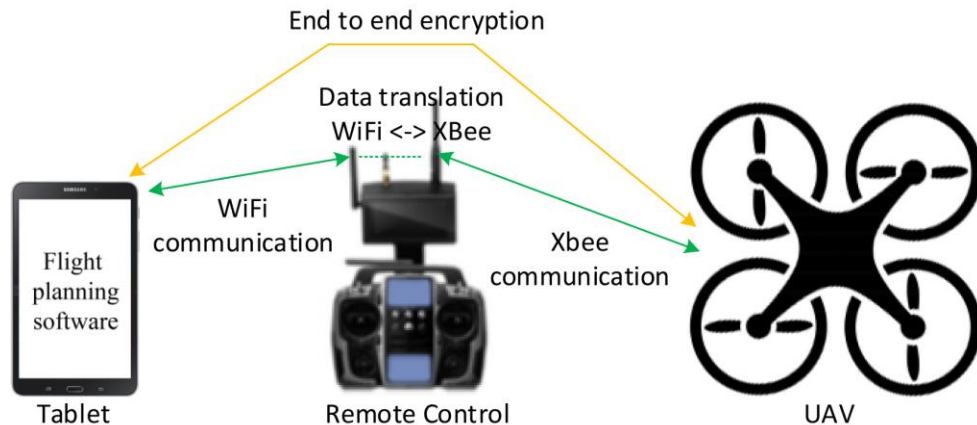 End to end encryption
Data translation
WiFi <-> XBee
WiFi
communication
Xbee
communication
SAMSUNG
Flight
planning
software
Tablet
Remote Control
UAV